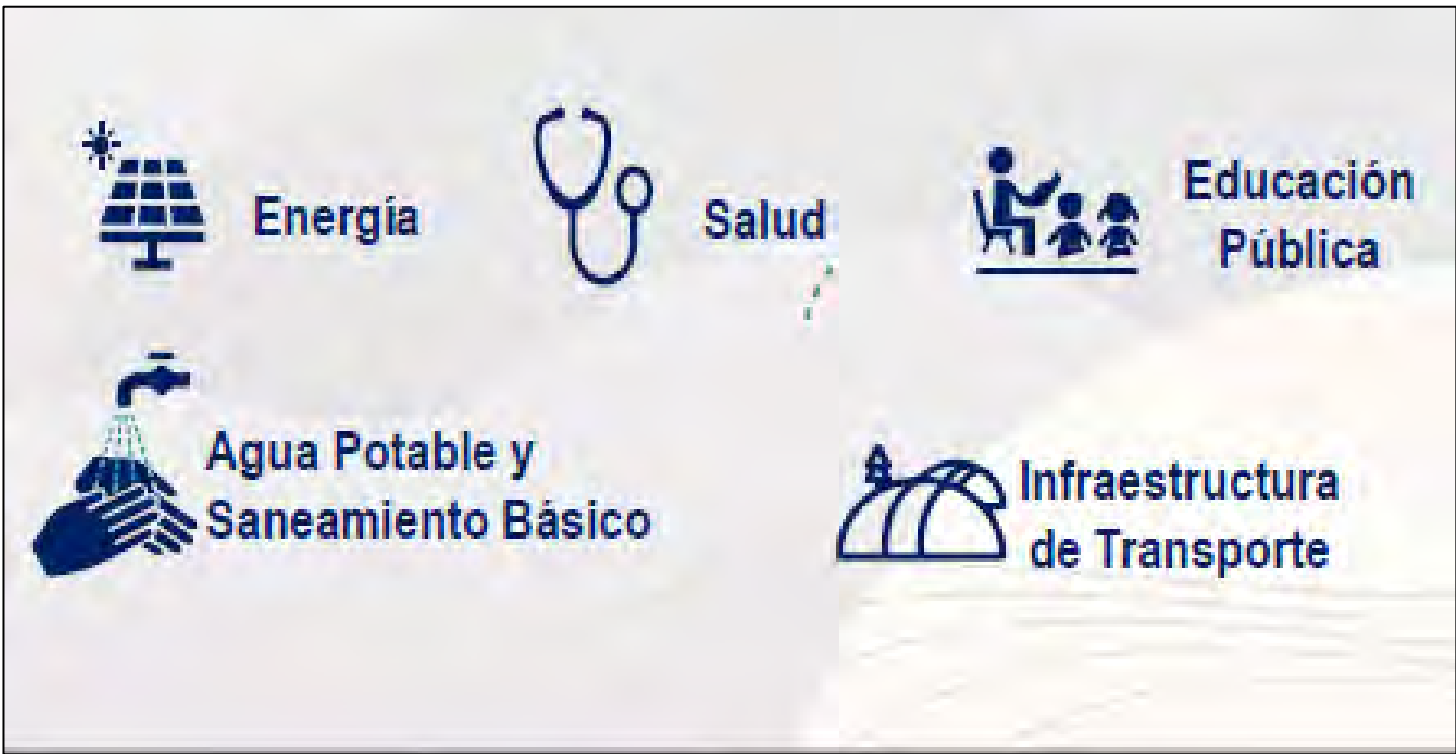 Energía
Salud
Educación
Pública
Agua Potable y
Saneamiento Básico
Infraestructura
de Transporte